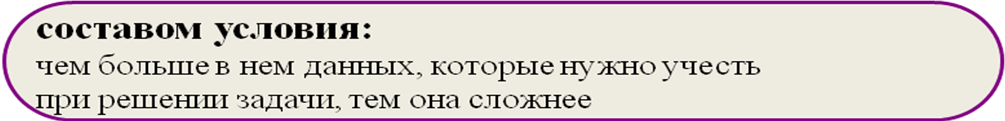 составом условия:
чем больше в нем данных, которые нужно учесть
при решении задачи, тем она сложнее